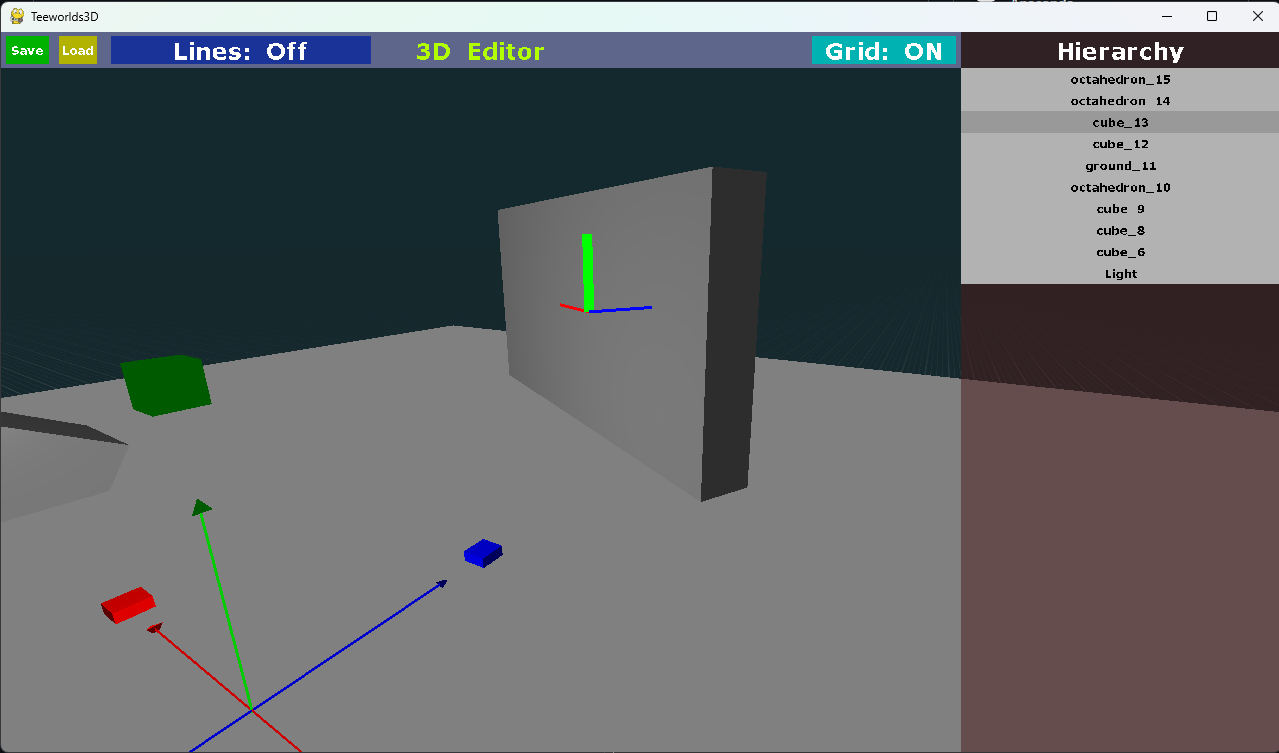 Teeworlds3D
Save Load Lines: Off 3D Editor Grid: ON Hierarchy
octahedron_15
octahedron_14
cube_13
cube_12
ground_11
octahedron_10
cube_9
cube_8
cube_6
Light